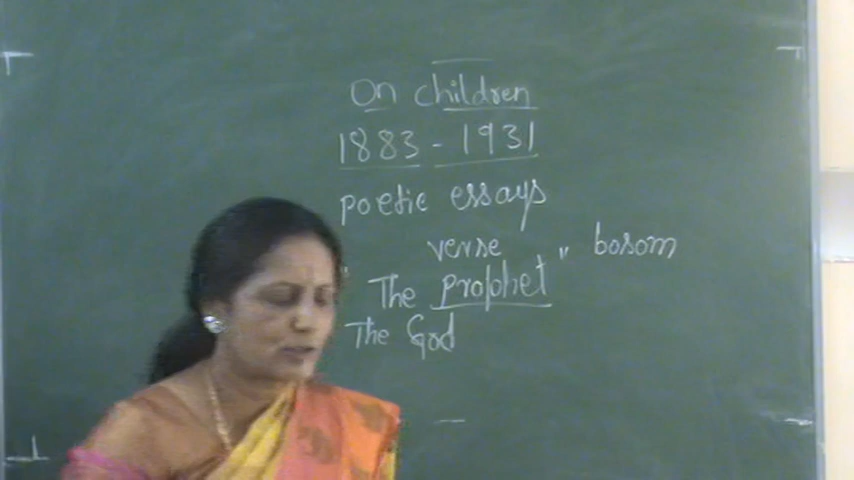 On children
1883 - 1931
poetic essays
verse
bosom
" The prophet "
The God